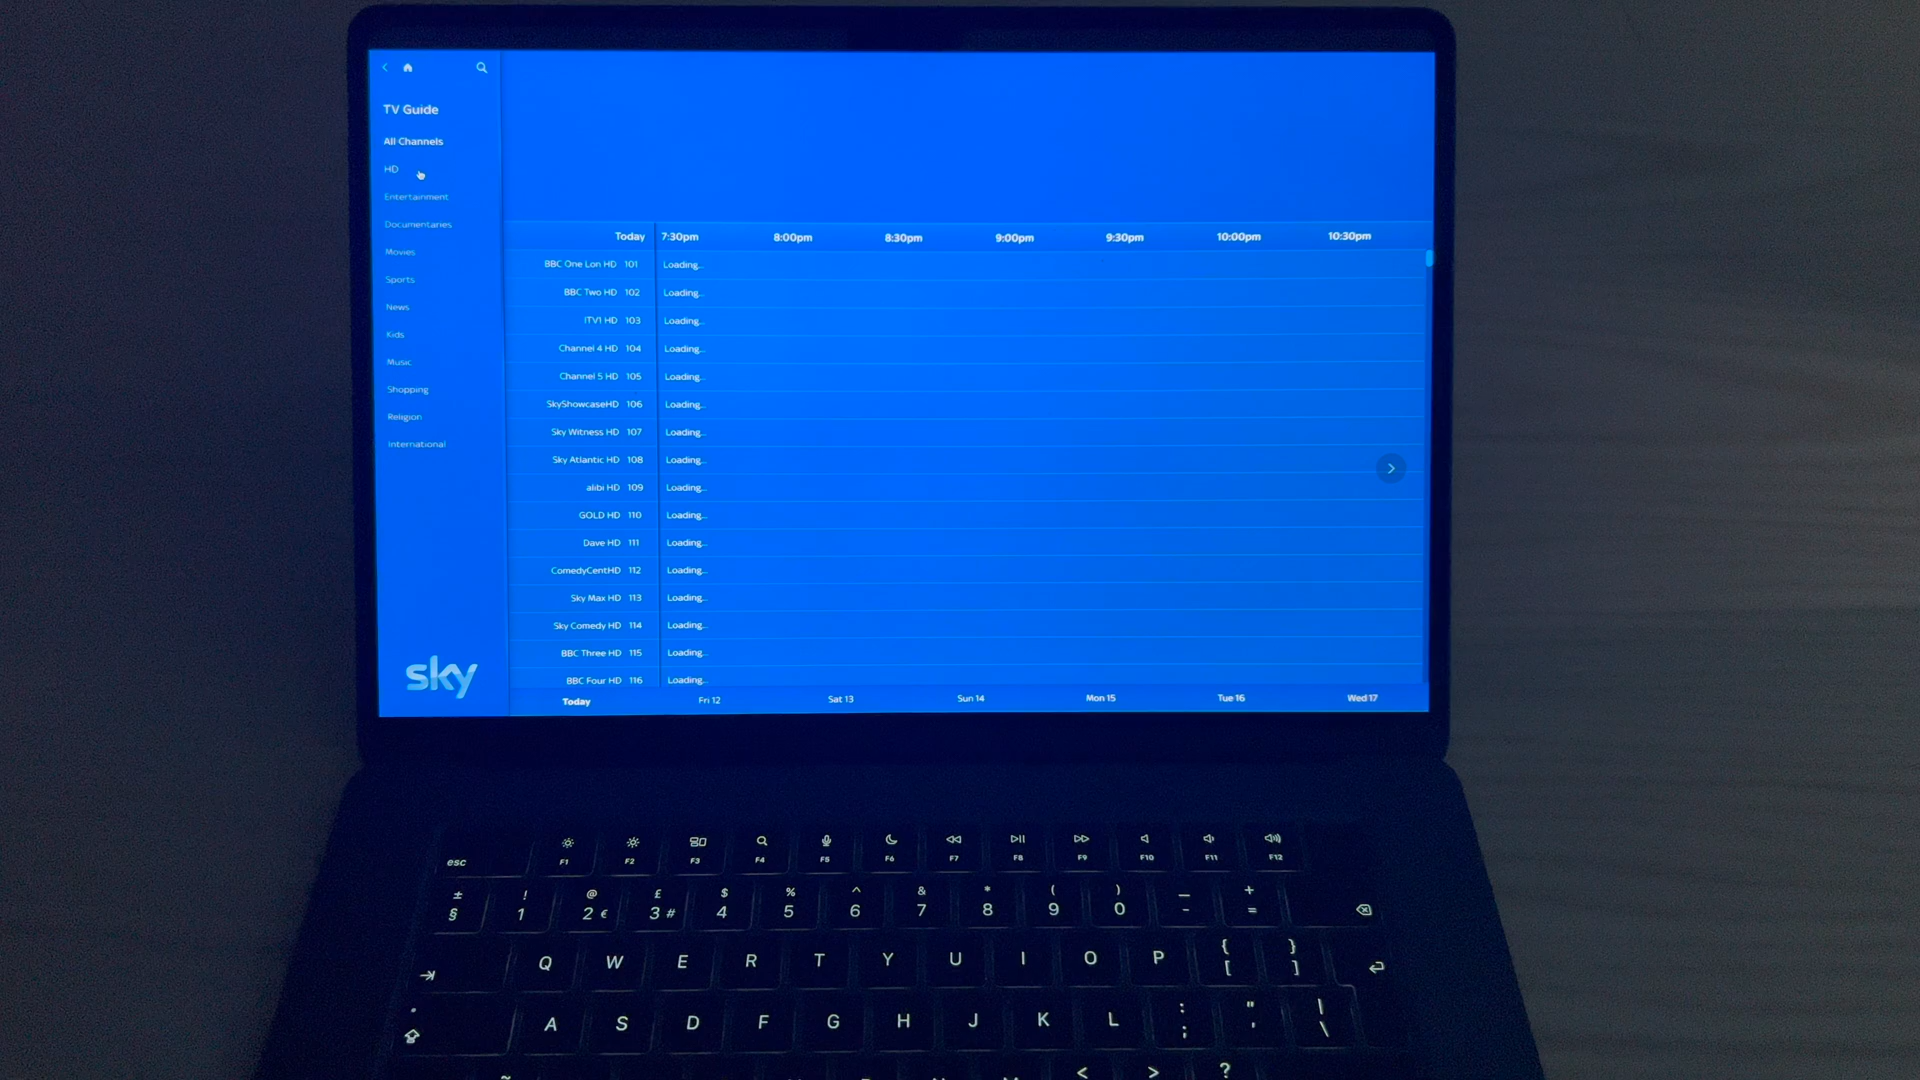 TV Guide
All Channels
HD
Entertainment
Documentaries
Movies
Sports
News
Kids
Music
Shopping
Religion
International
sky
Today 7:30pm 8:00pm 8:30pm 9:00pm 9:30pm 10:00pm 10:30pm
BBC One Lon HD 101 Loading...
BBC Two HD 102 Loading...
ITV1 HD 103 Loading...
Channel 4 HD 104 Loading...
Channel 5 HD 105 Loading...
SkyShowcaseHD 106 Loading...
Sky Witness HD 107 Loading...
Sky Atlantic HD 108 Loading...
alibi HD 109 Loading...
GOLD HD 110 Loading...
Dave HD 111 Loading...
ComedyCentHD 112 Loading...
Sky Max HD 113 Loading...
Sky Comedy HD 114 Loading...
BBC Three HD 115 Loading...
BBC Four HD 116 Loading...
Today Fri 12 Sat 13 Sun 14 Mon 15 Tue 16 Wed 17
esc F1 F2 F3 F4 F5 F6 F7 F8 F9 F10 F11 F12
± ! @ £ $ % ^ & * ( ) _ +
§ 1 2 € 3 # 4 5 6 7 8 9 0 - =
Q W E R T Y U I O P { }
[ ]
A S D F G H J K L : " |
; ' \
~ < > ?